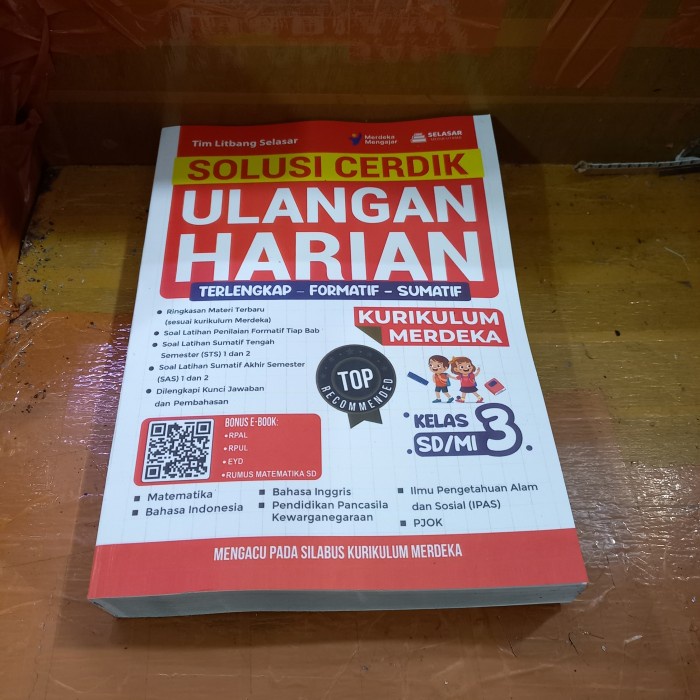 Tim Litbang Selasar
Merdeka
Mengajar
SELASAR
SOLUSI CERDIK
ULANGAN
HARIAN
TERLENGKAP - FORMATIF - SUMATIF
• Ringkasan Materi Terbaru
(sesuai kurikulum Merdeka)
• Soal Latihan Penilaian Formatif Tiap Bab
• Soal Latihan Sumatif Tengah
Semester (STS) 1 dan 2
• Soal Latihan Sumatif Akhir Semester
(SAS) 1 dan 2
• Dilengkapi Kunci Jawaban
dan Pembahasan
KURIKULUM
MERDEKA
TOP
RECOMMENDED
KELAS
SD/MI 3
BONUS E-BOOK:
• RPAL
• RPUL
• EYD
• RUMUS MATEMATIKA SD
■ Matematika
■ Bahasa Indonesia
■ Bahasa Inggris
■ Pendidikan Pancasila
Kewarganegaraan
■ Ilmu Pengetahuan Alam
dan Sosial (IPAS)
■ PJOK
MENGACU PADA SILABUS KURIKULUM MERDEKA